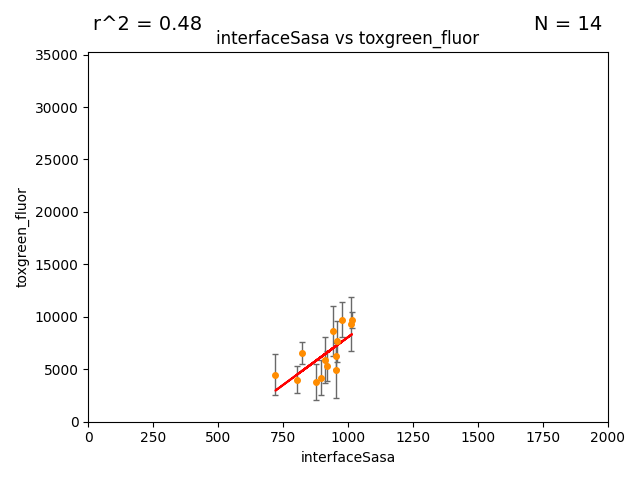 r^2 = 0.48
N = 14
interfaceSasa vs toxgreen_fluor
35000
30000
25000
20000
15000
10000
5000
0
toxgreen_fluor
0 250 500 750 1000 1250 1500 1750 2000
interfaceSasa